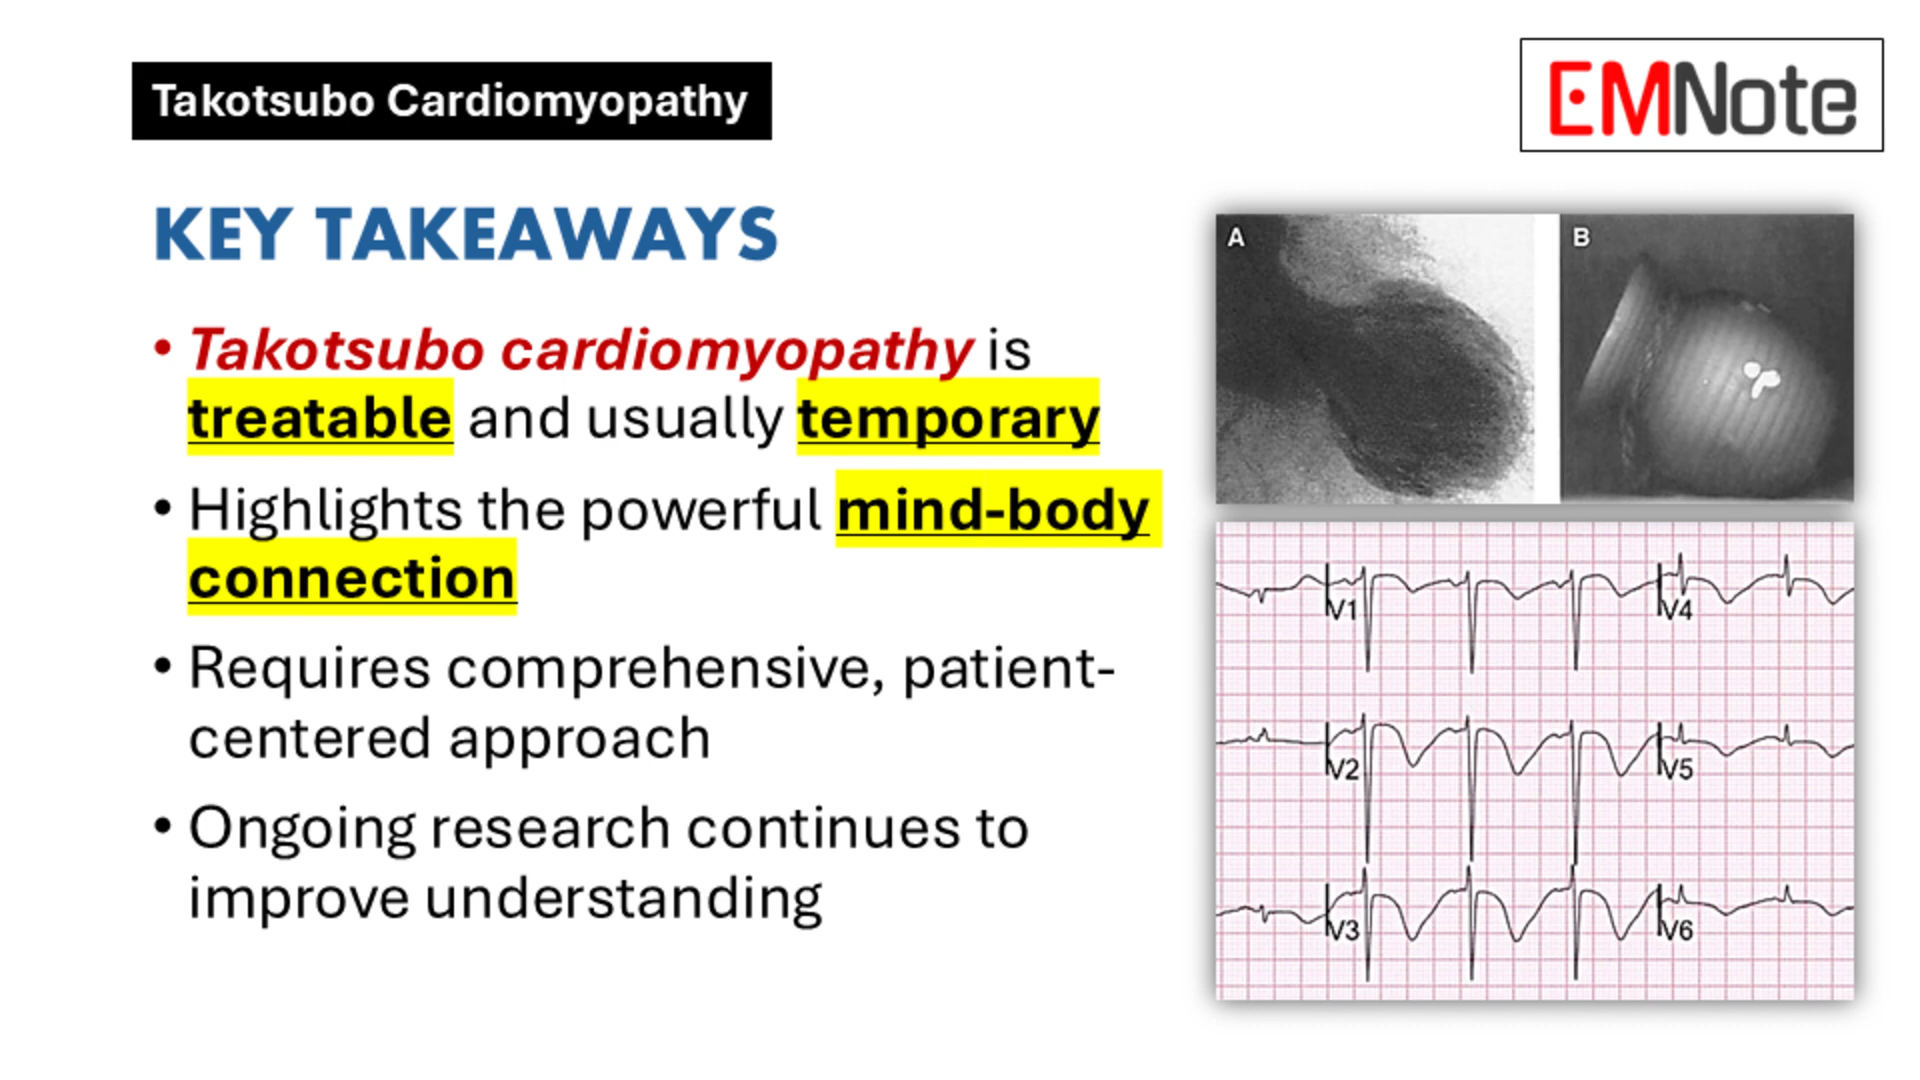 Takotsubo Cardiomyopathy
EMNote
KEY TAKEAWAYS
• Takotsubo cardiomyopathy is
treatable and usually temporary
• Highlights the powerful mind-body
connection
• Requires comprehensive, patient-
centered approach
• Ongoing research continues to
improve understanding
A
B
V1
V4
V2
V5
V3
V6